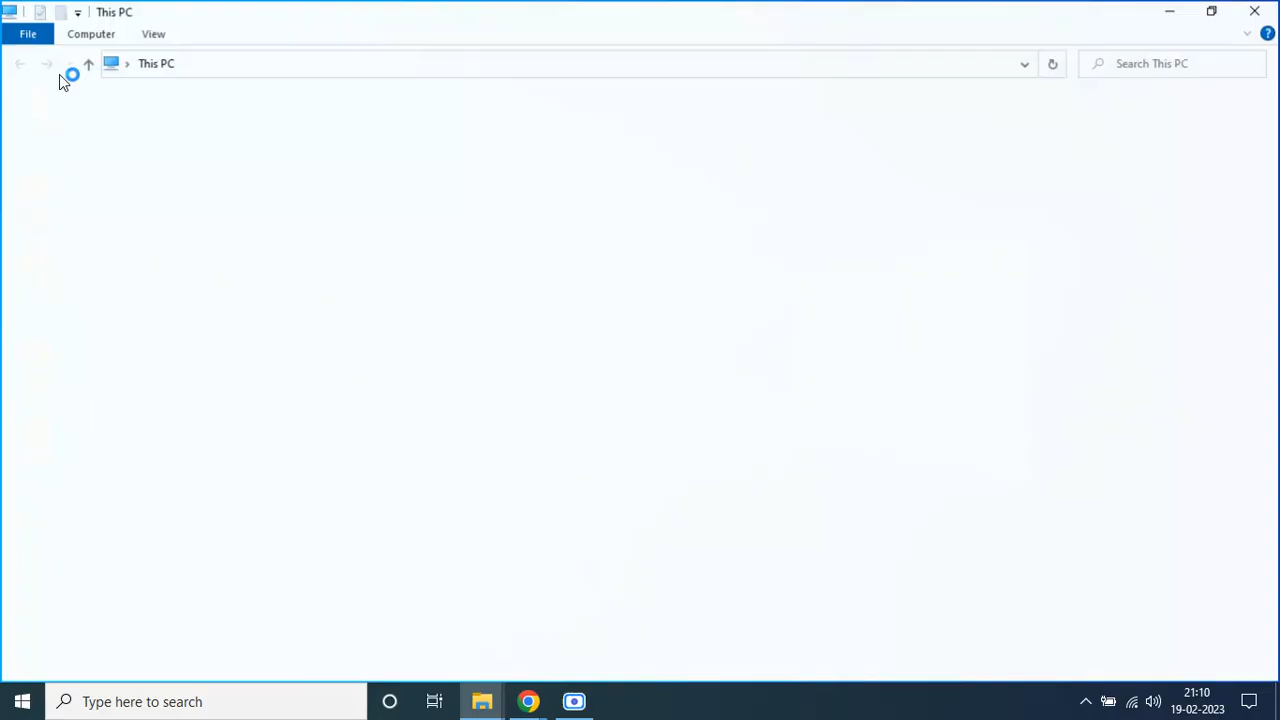 This PC
File Computer View
This PC Search This PC
Type here to search
21:10
19-02-2023